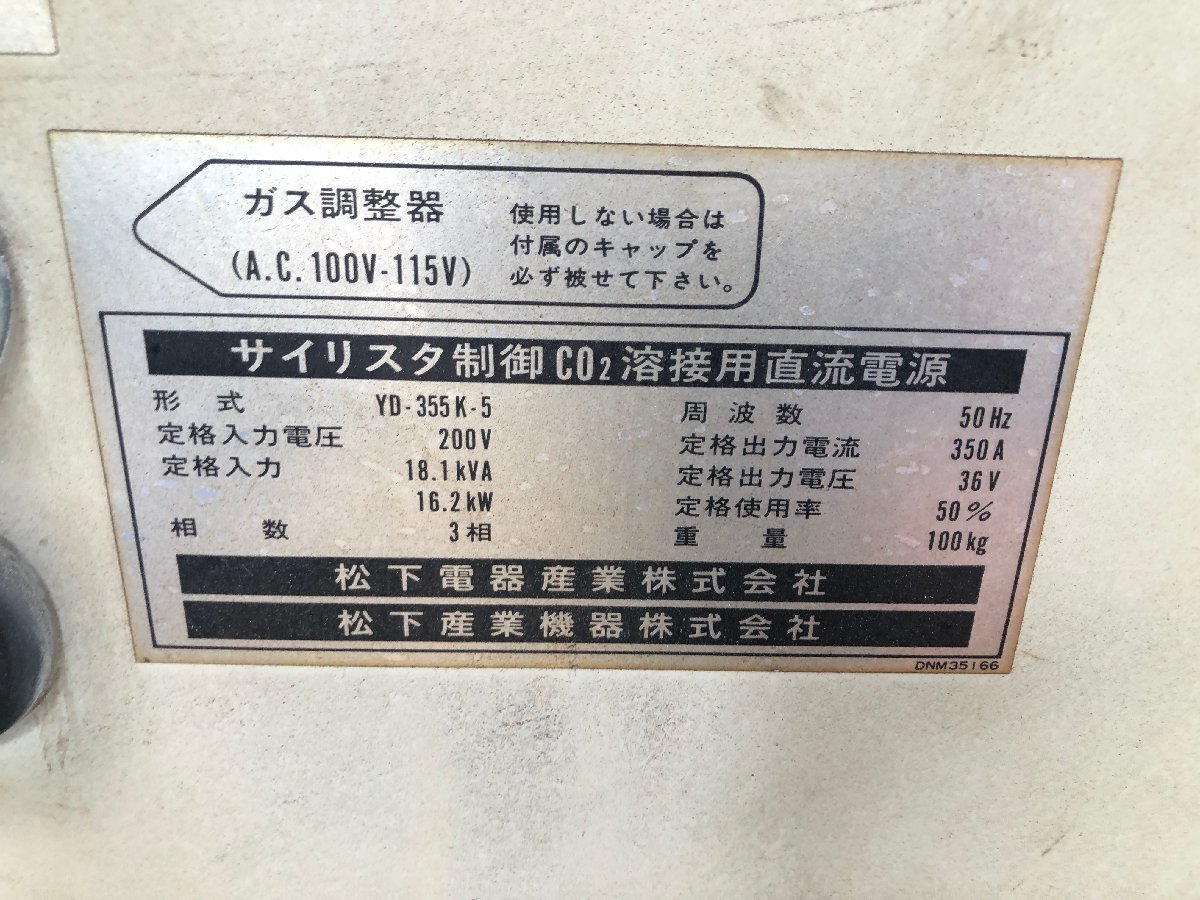 ガス調整器
(A.C. 100V-115V)
使用しない場合は
付属のキャップを
必ず被せて下さい。
サイリスタ制御CO2溶接用直流電源
形 式 YD-355K-5
定格入力電圧 200V
定格入力 18.1kVA
16.2kW
相 数 3相
周波数 50Hz
定格出力電流 350A
定格出力電圧 36V
定格使用率 50%
重 量 100kg
松下電器産業株式会社
松下産業機器株式会社
DNM35166